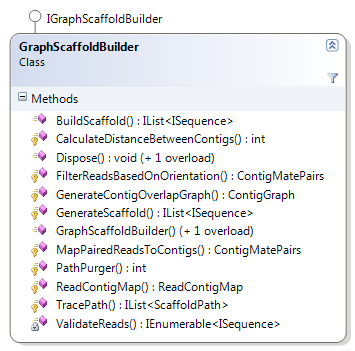 IGraphScaffoldBuilder
GraphScaffoldBuilder
Class
Methods
BuildScaffold() : IList<ISequence>
CalculateDistanceBetweenContigs() : int
Dispose() : void (+ 1 overload)
FilterReadsBasedOnOrientation() : ContigMatePairs
GenerateContigOverlapGraph() : ContigGraph
GenerateScaffold() : IList<ISequence>
GraphScaffoldBuilder() (+ 1 overload)
MapPairedReadsToContigs() : ContigMatePairs
PathPurger() : int
ReadContigMap() : ReadContigMap
TracePath() : IList<ScaffoldPath>
ValidateReads() : IEnumerable<ISequence>